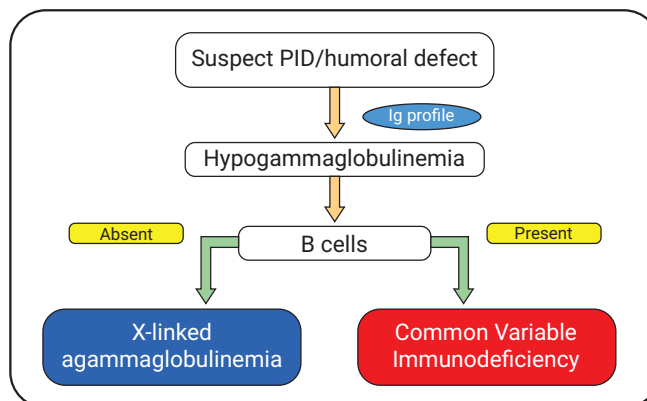 Suspect PID/humoral defect
Ig profile
Hypogammaglobulinemia
Absent
B cells
Present
X-linked
agammaglobulinemia
Common Variable
Immunodeficiency